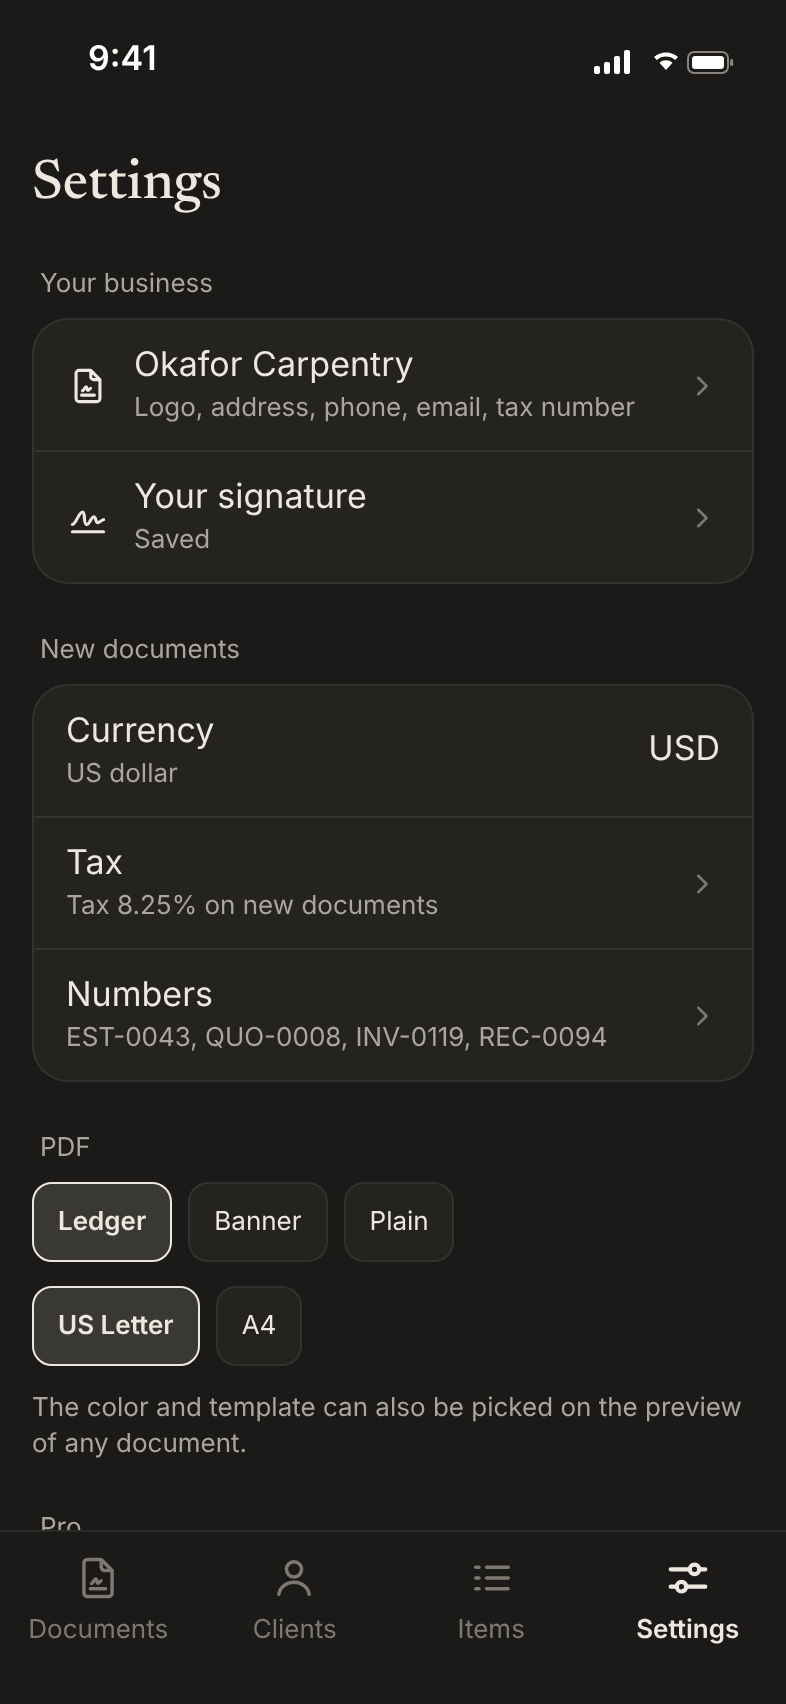 9:41
Settings
Your business
Okafor Carpentry
Logo, address, phone, email, tax number
Your signature
Saved
New documents
Currency
US dollar
USD
Tax
Tax 8.25% on new documents
Numbers
EST-0043, QUO-0008, INV-0119, REC-0094
PDF
Ledger
Banner
Plain
US Letter
A4
The color and template can also be picked on the preview
of any document.
Pro
Documents
Clients
Items
Settings